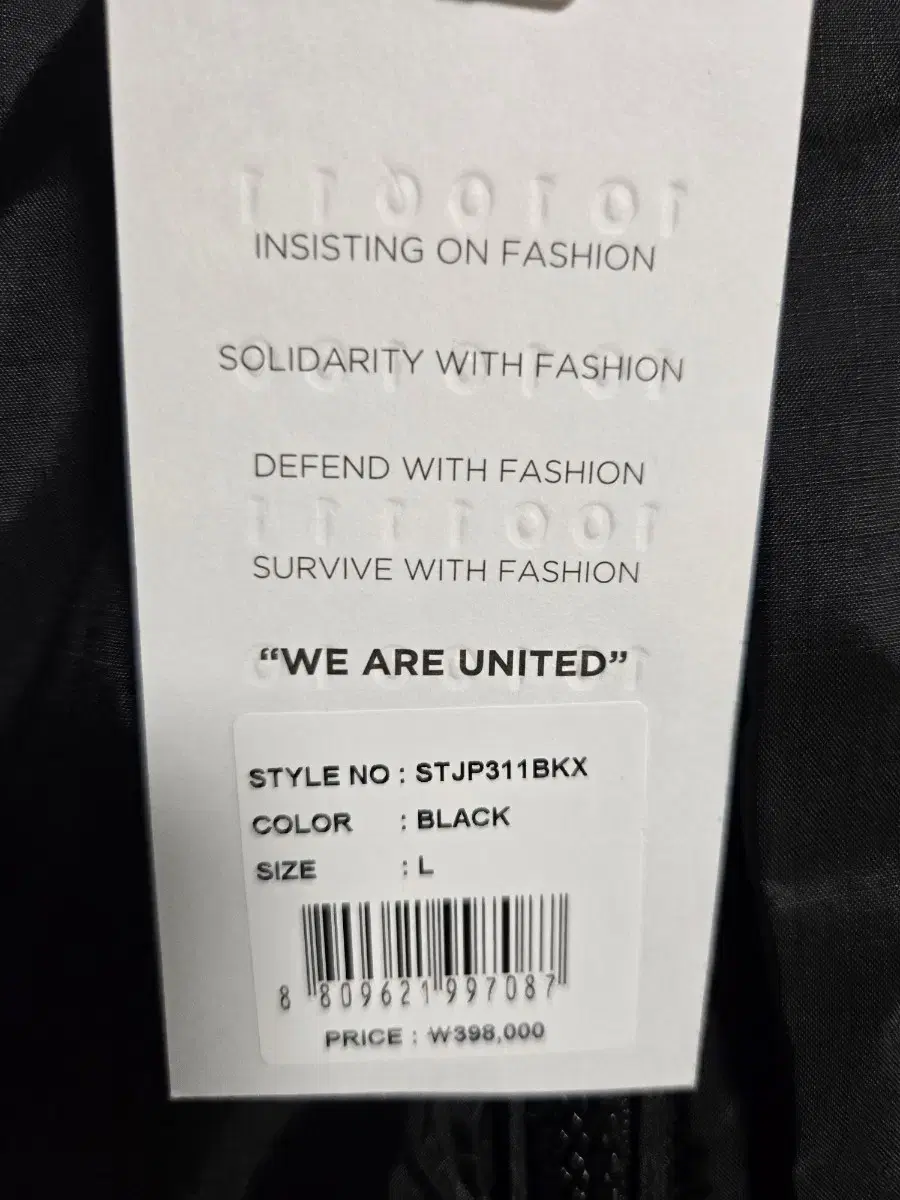 INSISTING ON FASHION
SOLIDARITY WITH FASHION
DEFEND WITH FASHION
SURVIVE WITH FASHION
“WE ARE UNITED”
STYLE NO : STJP311BKX
COLOR : BLACK
SIZE : L
8 809621 997087
PRICE : ₩398,000